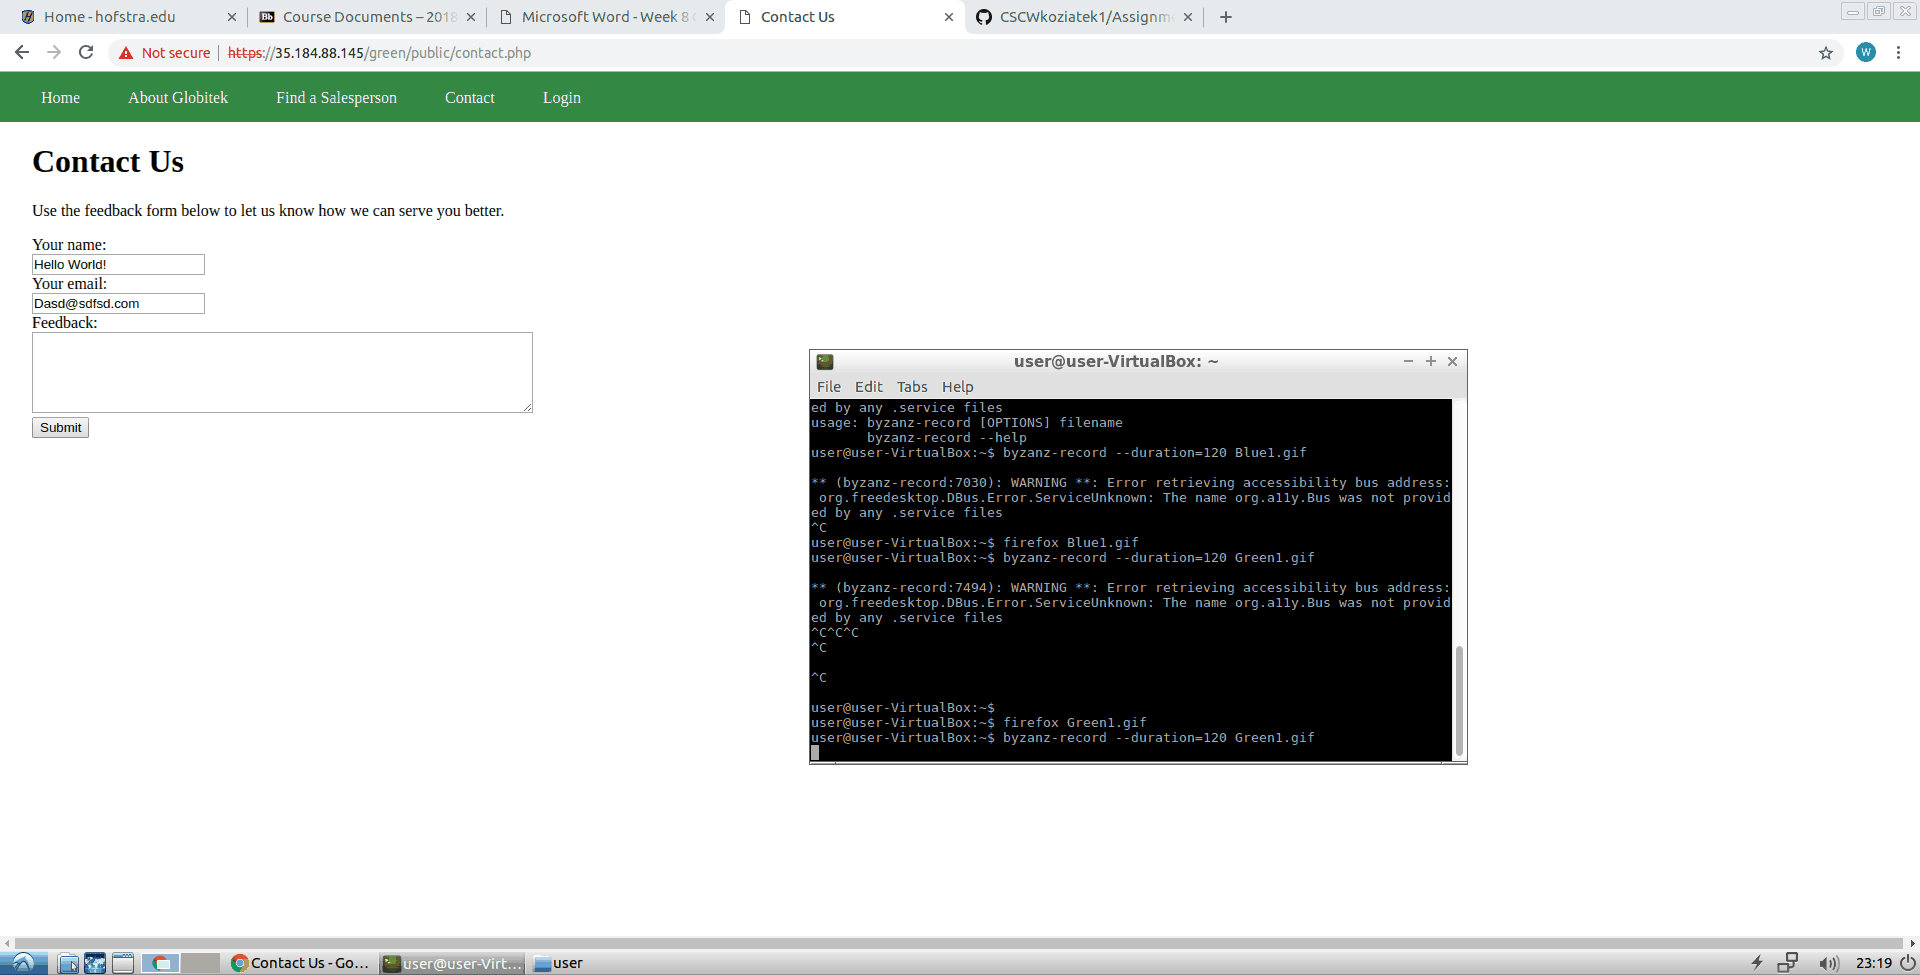 Home - hofstra.edu
Course Documents – 2018
Microsoft Word - Week 8
Contact Us
CSCWkoziatek1/Assignm
Not secure
https://35.184.88.145/green/public/contact.php
W
Home
About Globitek
Find a Salesperson
Contact
Login
Contact Us
Use the feedback form below to let us know how we can serve you better.
Your name:
Hello World!
Your email:
Dasd@sdfsd.com
Feedback:
Submit
user@user-VirtualBox: ~
File Edit Tabs Help
ed by any .service files
usage: byzanz-record [OPTIONS] filename
       byzanz-record --help
user@user-VirtualBox:~$ byzanz-record --duration=120 Blue1.gif
** (byzanz-record:7030): WARNING **: Error retrieving accessibility bus address:
 org.freedesktop.DBus.Error.ServiceUnknown: The name org.a11y.Bus was not provid
ed by any .service files
^C
user@user-VirtualBox:~$ firefox Blue1.gif
user@user-VirtualBox:~$ byzanz-record --duration=120 Green1.gif
** (byzanz-record:7494): WARNING **: Error retrieving accessibility bus address:
 org.freedesktop.DBus.Error.ServiceUnknown: The name org.a11y.Bus was not provid
ed by any .service files
^C^C^C
^C
^C
user@user-VirtualBox:~$
user@user-VirtualBox:~$ firefox Green1.gif
user@user-VirtualBox:~$ byzanz-record --duration=120 Green1.gif
Contact Us - Go...
user@user-Virt...
user
23:19